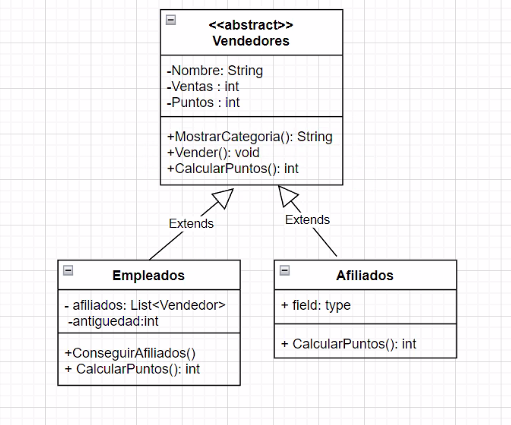 <<abstract>>
Vendedores
-Nombre: String
-Ventas : int
-Puntos : int
+MostrarCategoria(): String
+Vender(): void
+CalcularPuntos(): int
Extends
Extends
Empleados
- afiliados: List<Vendedor>
-antiguedad:int
+ConseguirAfiliados()
+ CalcularPuntos(): int
Afiliados
+ field: type
+ CalcularPuntos(): int